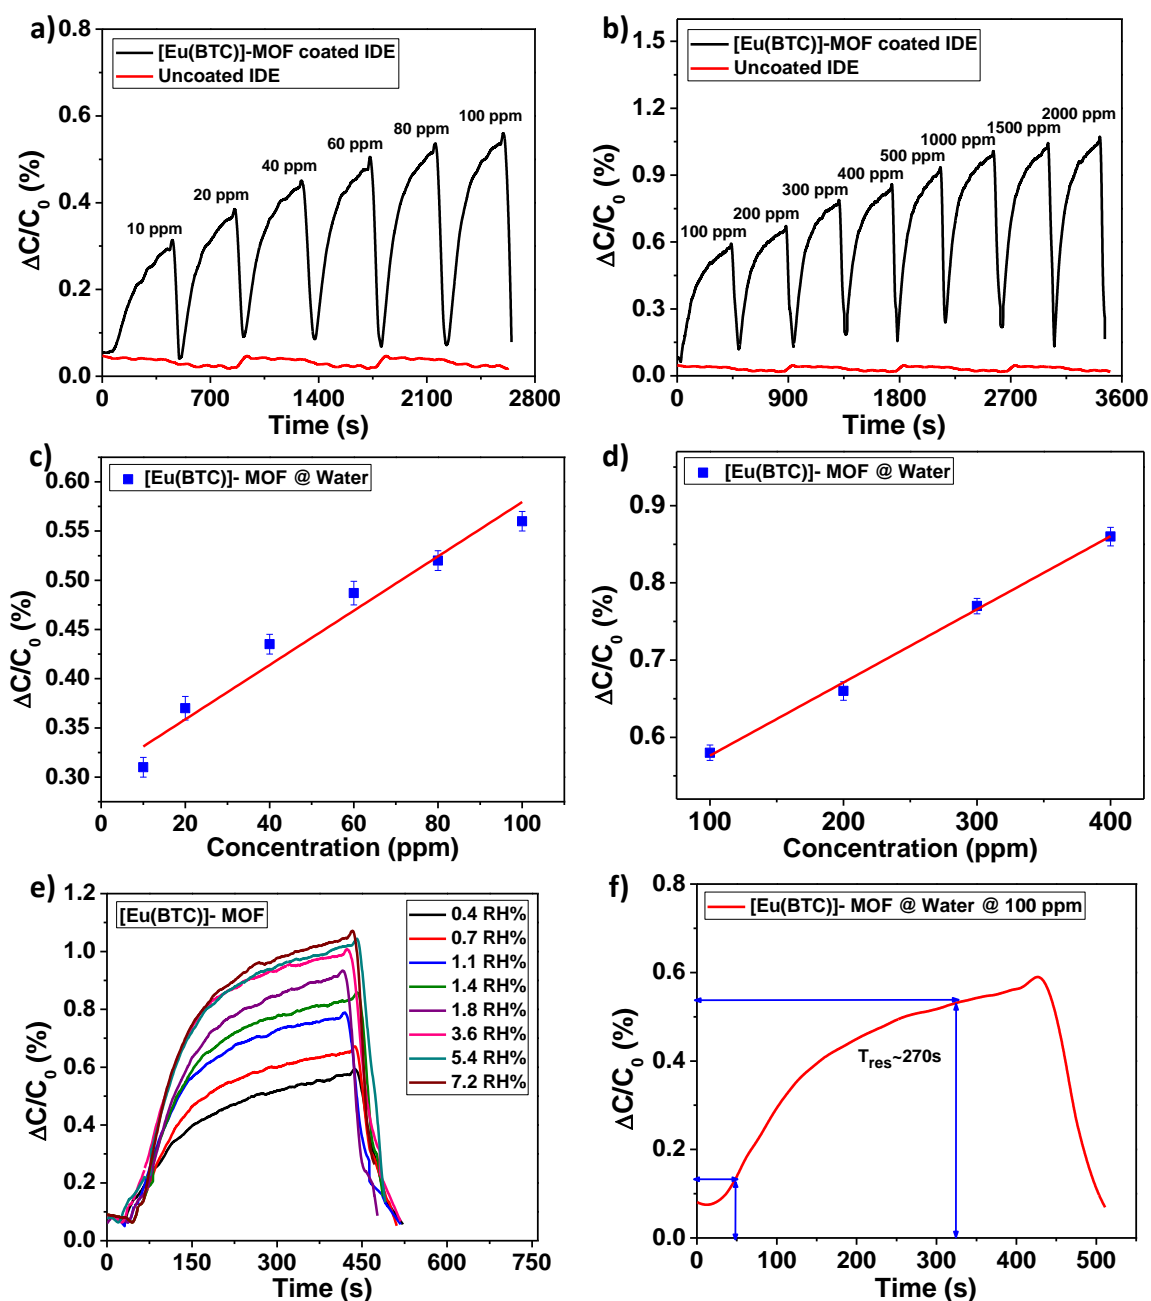 a)
[Eu(BTC)]-MOF coated IDE
Uncoated IDE
10 ppm
20 ppm
40 ppm
60 ppm
80 ppm
100 ppm
0.8
0.6
0.4
0.2
0.0
ΔC/C0 (%)
0 700 1400 2100 2800
Time (s)
b)
[Eu(BTC)]-MOF coated IDE
Uncoated IDE
100 ppm
200 ppm
300 ppm
400 ppm
500 ppm
1000 ppm
1500 ppm
2000 ppm
1.5
1.2
0.9
0.6
0.3
0.0
ΔC/C0 (%)
0 900 1800 2700 3600
Time (s)
c)
[Eu(BTC)]- MOF @ Water
0.60
0.55
0.50
0.45
0.40
0.35
0.30
ΔC/C0 (%)
0 20 40 60 80 100
Concentration (ppm)
d)
[Eu(BTC)]- MOF @ Water
0.9
0.8
0.7
0.6
ΔC/C0 (%)
100 200 300 400
Concentration (ppm)
e)
[Eu(BTC)]- MOF
0.4 RH%
0.7 RH%
1.1 RH%
1.4 RH%
1.8 RH%
3.6 RH%
5.4 RH%
7.2 RH%
1.2
1.0
0.8
0.6
0.4
0.2
0.0
ΔC/C0 (%)
0 150 300 450 600 750
Time (s)
f)
[Eu(BTC)]- MOF @ Water @ 100 ppm
Tres~270s
0.8
0.6
0.4
0.2
0.0
ΔC/C0 (%)
0 100 200 300 400 500
Time (s)